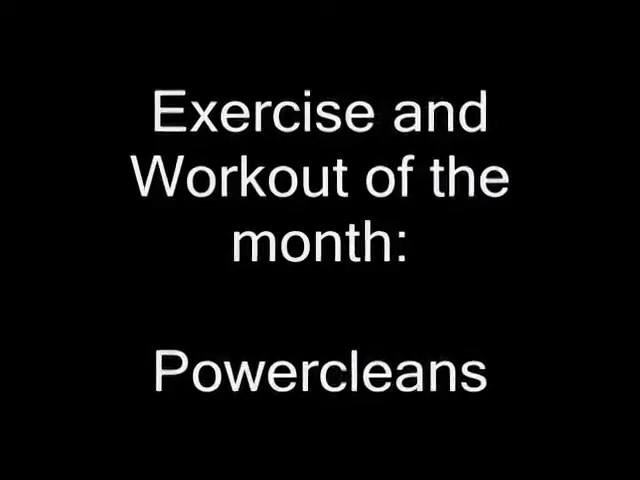 Exercise and
Workout of the
month:
Powercleans